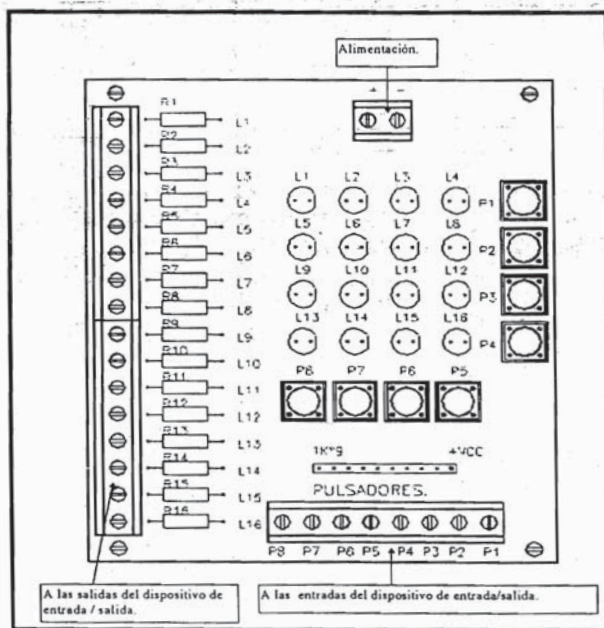 Alimentación.
+ -
R1 L1
R2 L2
R3 L3
R4 L4
R5 L5
R6 L6
R7 L7
R8 L8
R9 L9
R10 L10
R11 L11
R12 L12
R13 L13
R14 L14
R15 L15
R16 L16
L1 L2 L3 L4
P1
L5 L6 L7 L8
P2
L9 L10 L11 L12
P3
L13 L14 L15 L16
P4
P8 P7 P6 P5
1K*9 +VCC
PULSADORES.
P8 P7 P6 P5 P4 P3 P2 P1
A las salidas del dispositivo de
entrada / salida.
A las entradas del dispositivo de entrada/salida.